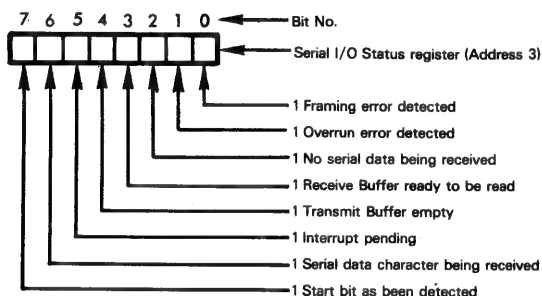 7 6 5 4 3 2 1 0 Bit No.
Serial I/O Status register (Address 3)
1 Framing error detected
1 Overrun error detected
1 No serial data being received
1 Receive Buffer ready to be read
1 Transmit Buffer empty
1 Interrupt pending
1 Serial data character being received
1 Start bit as been detected